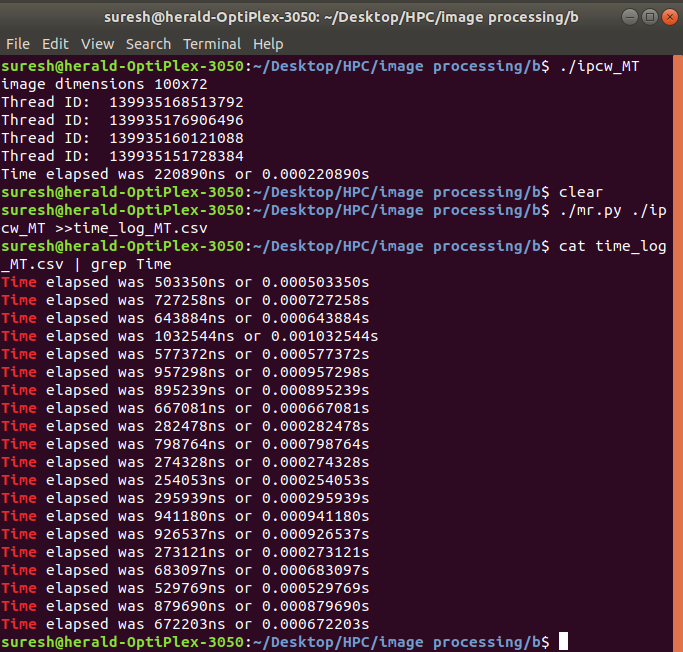 suresh@herald-OptiPlex-3050: ~/Desktop/HPC/image processing/b
File Edit View Search Terminal Help
suresh@herald-OptiPlex-3050:~/Desktop/HPC/image processing/b$ ./ipcw_MT
image dimensions 100x72
Thread ID:  139935168513792
Thread ID:  139935176906496
Thread ID:  139935160121088
Thread ID:  139935151728384
Time elapsed was 220890ns or 0.000220890s
suresh@herald-OptiPlex-3050:~/Desktop/HPC/image processing/b$ clear
suresh@herald-OptiPlex-3050:~/Desktop/HPC/image processing/b$ ./mr.py ./ip
cw_MT >>time_log_MT.csv
suresh@herald-OptiPlex-3050:~/Desktop/HPC/image processing/b$ cat time_log
_MT.csv | grep Time
Time elapsed was 503350ns or 0.000503350s
Time elapsed was 727258ns or 0.000727258s
Time elapsed was 643884ns or 0.000643884s
Time elapsed was 1032544ns or 0.001032544s
Time elapsed was 577372ns or 0.000577372s
Time elapsed was 957298ns or 0.000957298s
Time elapsed was 895239ns or 0.000895239s
Time elapsed was 667081ns or 0.000667081s
Time elapsed was 282478ns or 0.000282478s
Time elapsed was 798764ns or 0.000798764s
Time elapsed was 274328ns or 0.000274328s
Time elapsed was 254053ns or 0.000254053s
Time elapsed was 295939ns or 0.000295939s
Time elapsed was 941180ns or 0.000941180s
Time elapsed was 926537ns or 0.000926537s
Time elapsed was 273121ns or 0.000273121s
Time elapsed was 683097ns or 0.000683097s
Time elapsed was 529769ns or 0.000529769s
Time elapsed was 879690ns or 0.000879690s
Time elapsed was 672203ns or 0.000672203s
suresh@herald-OptiPlex-3050:~/Desktop/HPC/image processing/b$